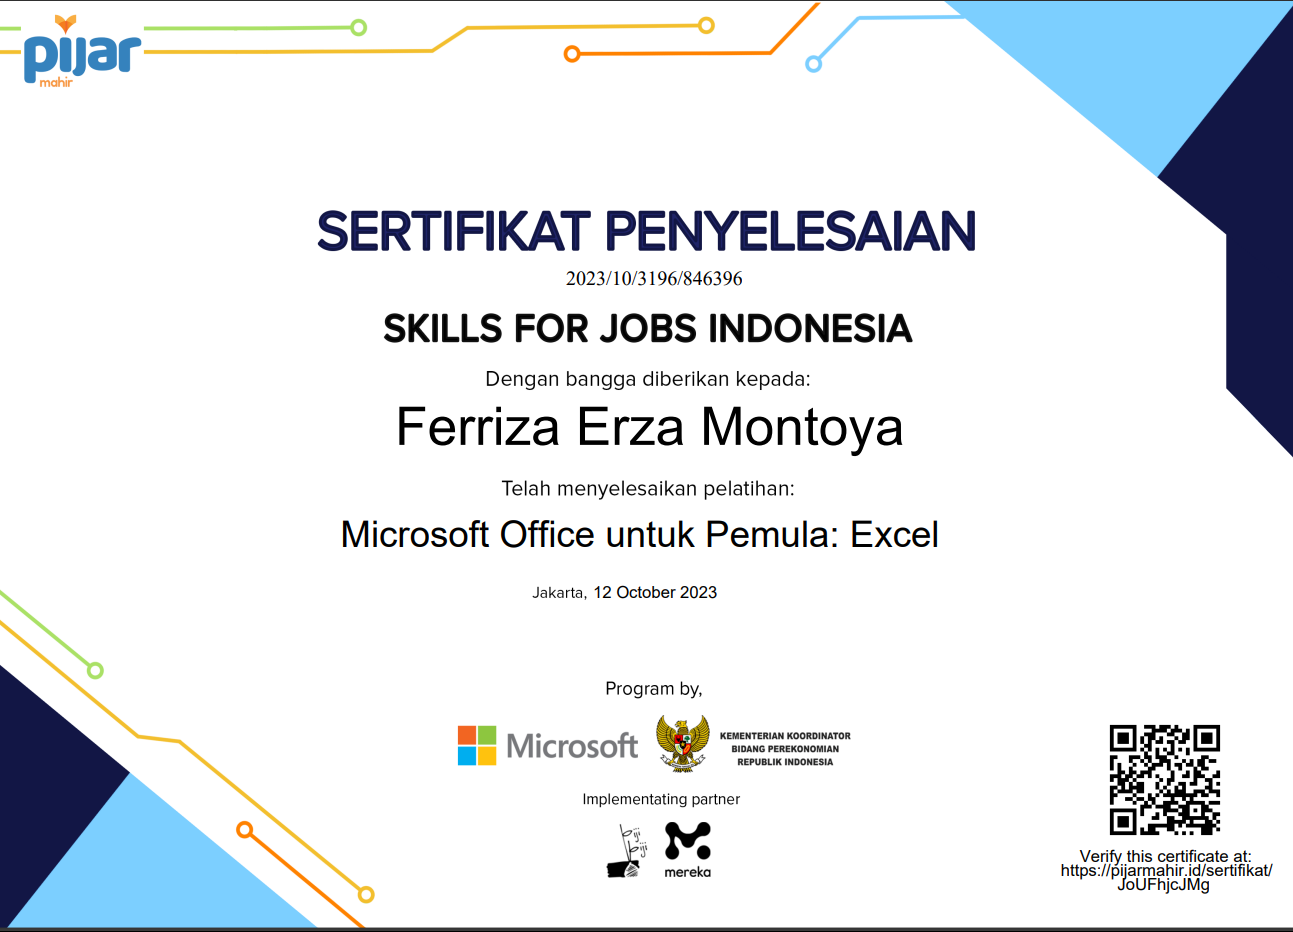 pijar
mahir
SERTIFIKAT PENYELESAIAN
2023/10/3196/846396
SKILLS FOR JOBS INDONESIA
Dengan bangga diberikan kepada:
Ferriza Erza Montoya
Telah menyelesaikan pelatihan:
Microsoft Office untuk Pemula: Excel
Jakarta, 12 October 2023
Program by,
Microsoft
KEMENTERIAN KOORDINATOR
BIDANG PEREKONOMIAN
REPUBLIK INDONESIA
Implementating partner
biji
biji
mereka
Verify this certificate at:
https://pijarmahir.id/sertifikat/
JoUFhjcJMg